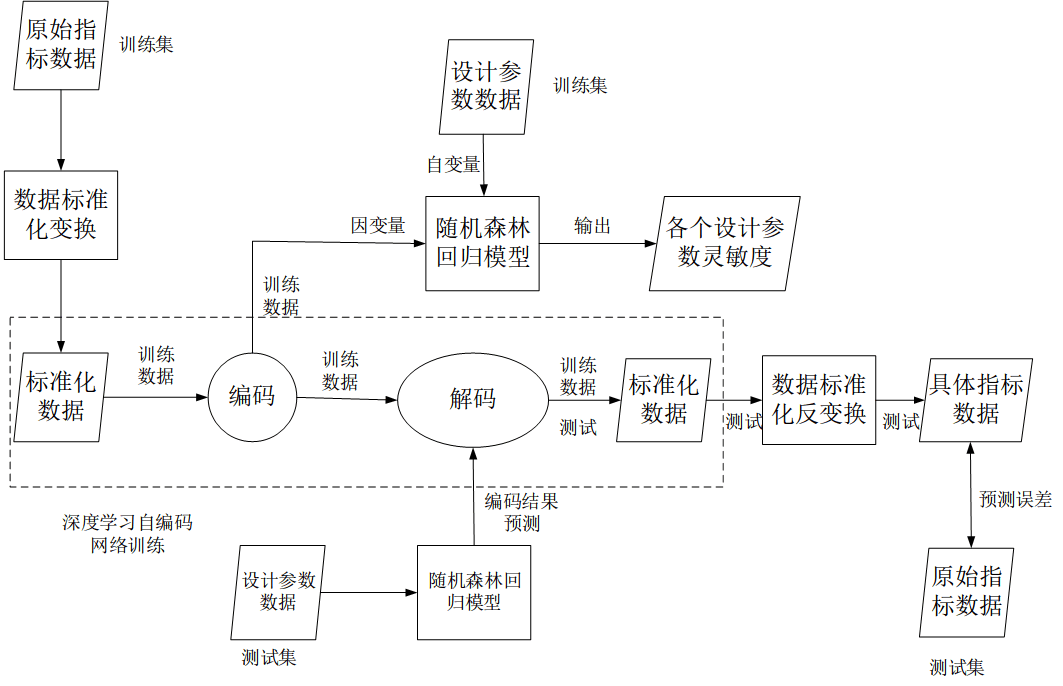 原始指
标数据
训练集
设计参
数数据
训练集
自变量
数据标准
化变换
因变量
随机森林
回归模型
输出
各个设计参
数灵敏度
训练
数据
标准化
数据
训练
数据
编码
训练
数据
解码
训练
数据
测试
标准化
数据
测试
数据标准
化反变换
测试
具体指标
数据
编码结果
预测
预测误差
深度学习自编码
网络训练
设计参数
数据
测试集
随机森林回
归模型
原始指
标数据
测试集